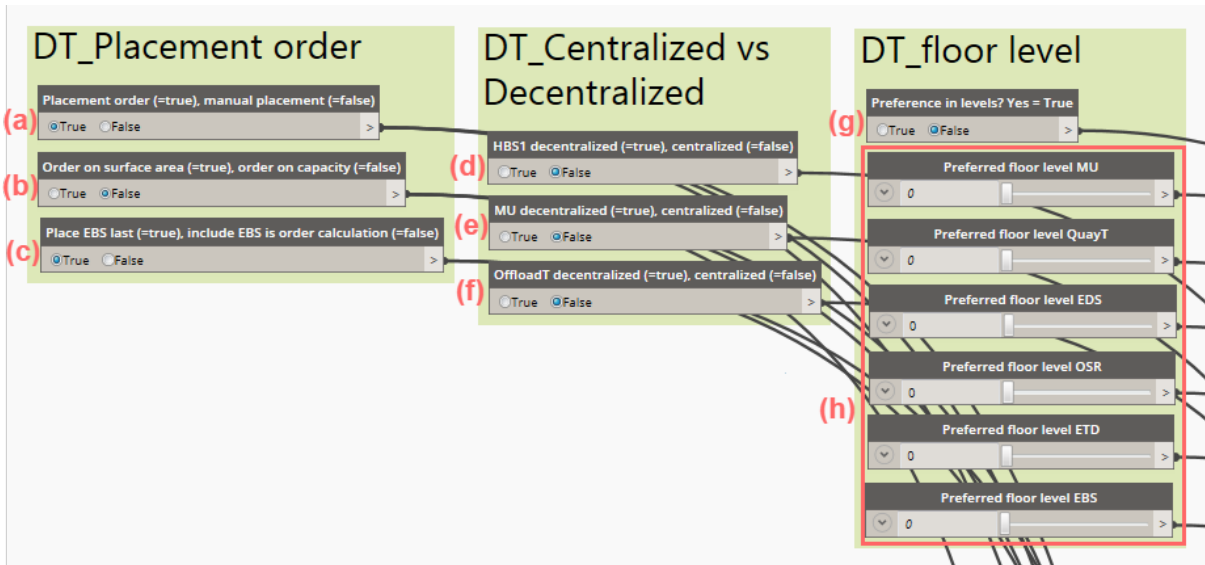 DT_Placement order
(a)
Placement order (=true), manual placement (=false)
True False >
(b)
Order on surface area (=true), order on capacity (=false)
True False >
(c)
Place EBS last (=true), include EBS is order calculation (=false)
True False >
DT_Centralized vs
Decentralized
(d)
HBS1 decentralized (=true), centralized (=false)
True False >
(e)
MU decentralized (=true), centralized (=false)
True False >
(f)
OffloadT decentralized (=true), centralized (=false)
True False >
DT_floor level
(g)
Preference in levels? Yes = True
True False >
(h)
Preferred floor level MU
0 >
Preferred floor level QuayT
0 >
Preferred floor level EDS
0 >
Preferred floor level OSR
0 >
Preferred floor level ETD
0 >
Preferred floor level EBS
0 >